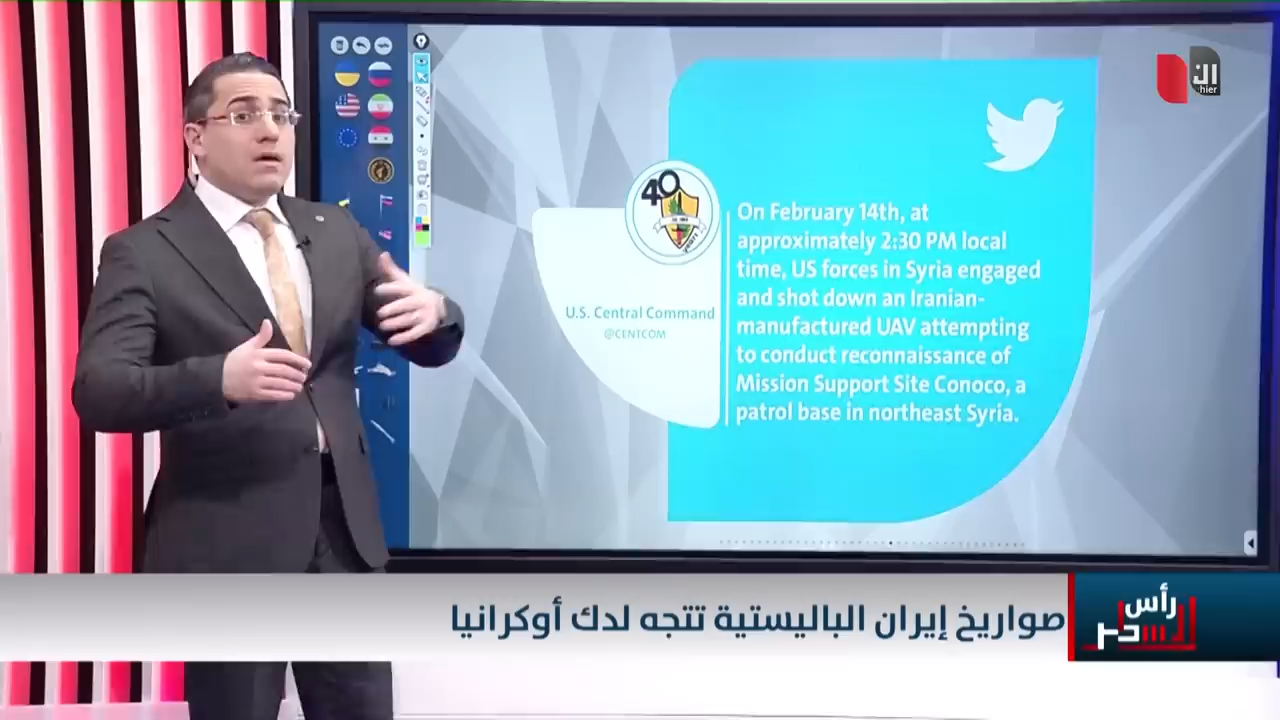 الآن
hier
40
years
U.S. Central Command
@CENTCOM
On February 14th, at
approximately 2:30 PM local
time, US forces in Syria engaged
and shot down an Iranian-
manufactured UAV attempting
to conduct reconnaissance of
Mission Support Site Conoco, a
patrol base in northeast Syria.
صواريخ إيران الباليستية تتجه لدك أوكرانيا
رأس
السطر